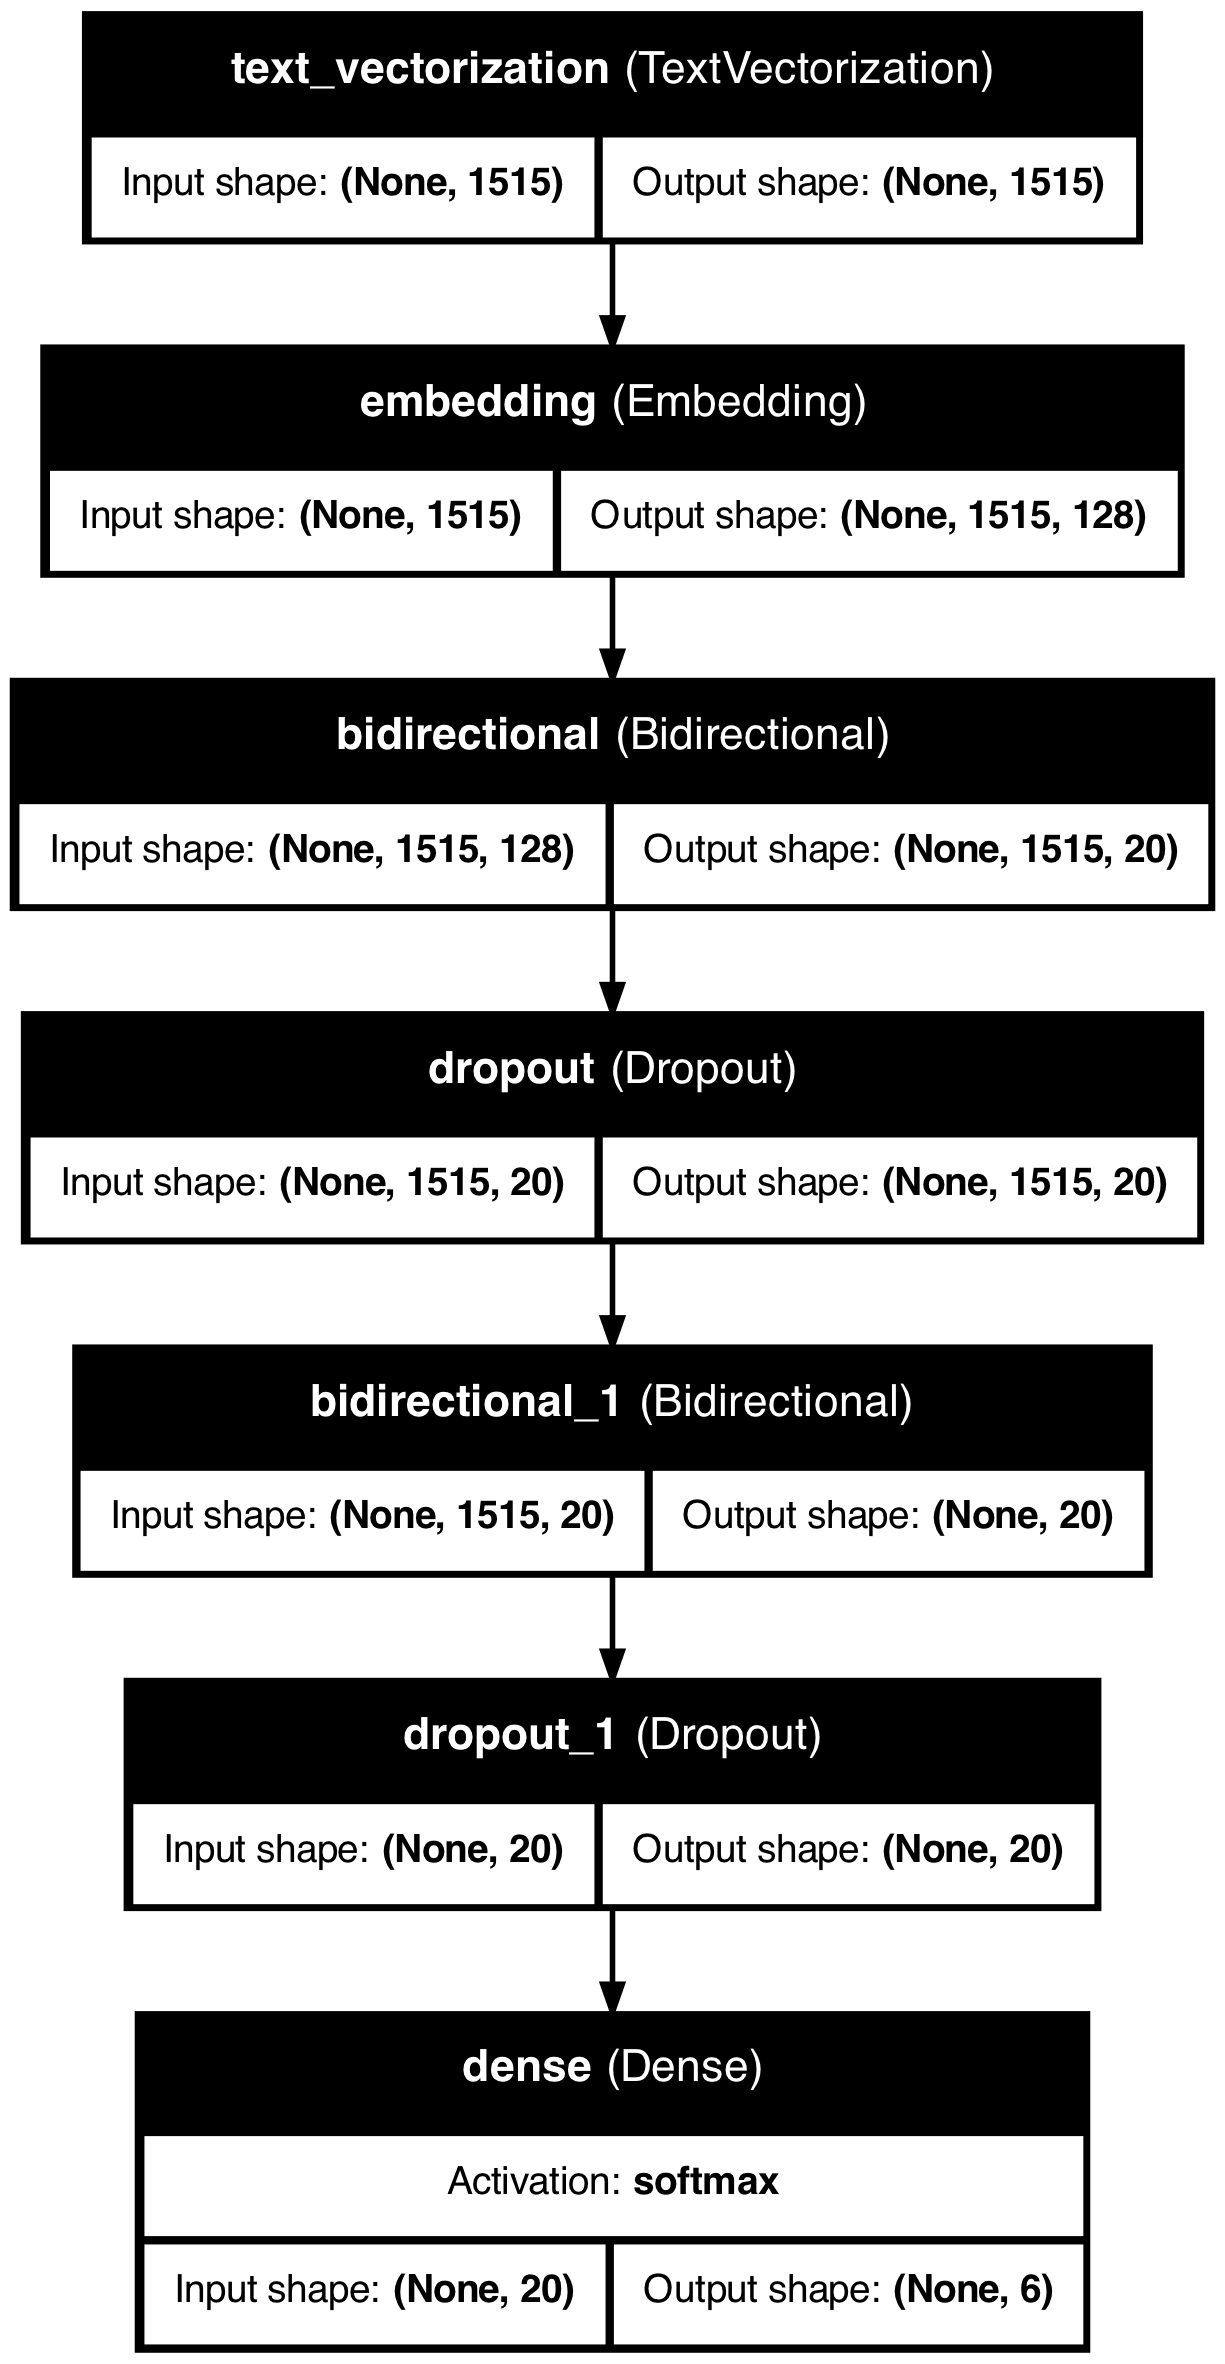 text_vectorization (TextVectorization)
Input shape: (None, 1515) Output shape: (None, 1515)
embedding (Embedding)
Input shape: (None, 1515) Output shape: (None, 1515, 128)
bidirectional (Bidirectional)
Input shape: (None, 1515, 128) Output shape: (None, 1515, 20)
dropout (Dropout)
Input shape: (None, 1515, 20) Output shape: (None, 1515, 20)
bidirectional_1 (Bidirectional)
Input shape: (None, 1515, 20) Output shape: (None, 20)
dropout_1 (Dropout)
Input shape: (None, 20) Output shape: (None, 20)
dense (Dense)
Activation: softmax
Input shape: (None, 20) Output shape: (None, 6)